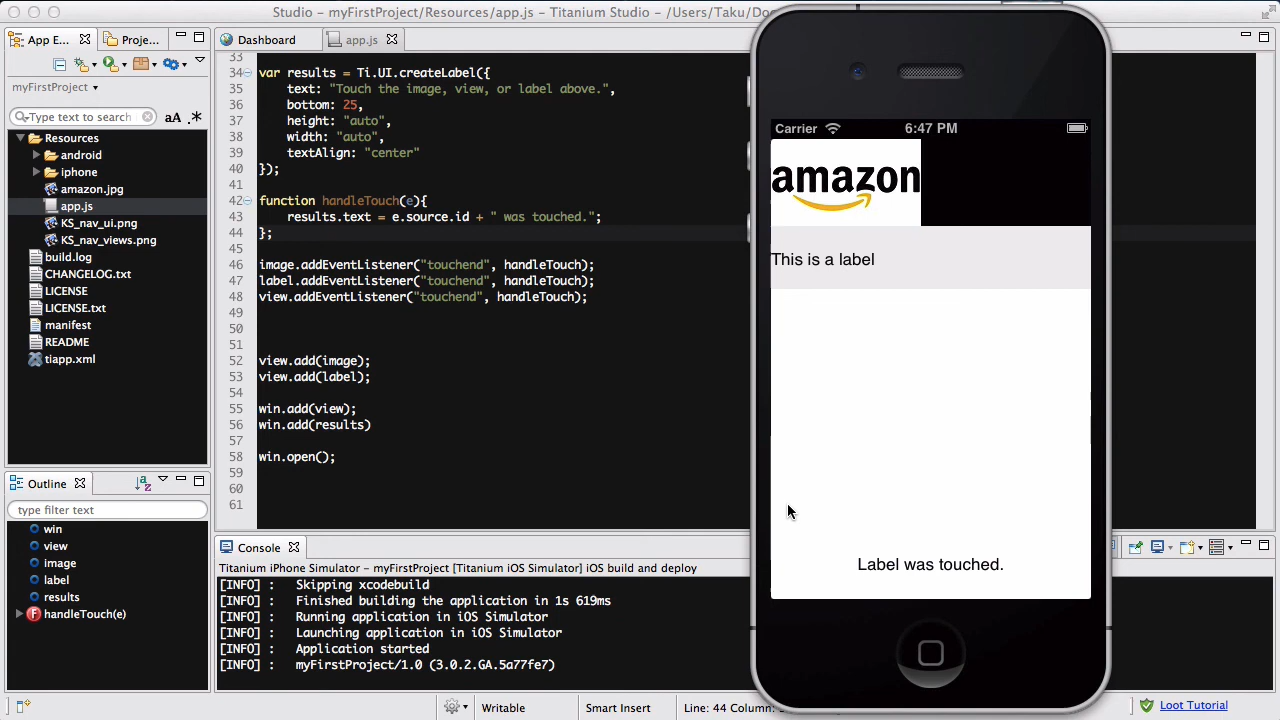 Studio – myFirstProject/Resources/app.js – Titanium Studio – /Users/Taku/Do
App E...
Proje...
Dashboard
app.js
myFirstProject
Type text to search
aA .*
Resources
android
iphone
amazon.jpg
app.js
KS_nav_ui.png
KS_nav_views.png
build.log
CHANGELOG.txt
LICENSE
LICENSE.txt
manifest
README
tiapp.xml
33
34 var results = Ti.UI.createLabel({
35 text: "Touch the image, view, or label above.",
36 bottom: 25,
37 height: "auto",
38 width: "auto",
39 textAlign: "center"
40 });
41
42 function handleTouch(e){
43 results.text = e.source.id + " was touched.";
44 };
45
46 image.addEventListener("touchend", handleTouch);
47 label.addEventListener("touchend", handleTouch);
48 view.addEventListener("touchend", handleTouch);
49
50
51
52 view.add(image);
53 view.add(label);
54
55 win.add(view);
56 win.add(results)
57
58 win.open();
59
60
61
Carrier 6:47 PM
amazon
This is a label
Label was touched.
Outline
type filter text
win
view
image
label
results
F handleTouch(e)
Console
Titanium iPhone Simulator – myFirstProject [Titanium iOS Simulator] iOS build and deploy
[INFO] : Skipping xcodebuild
[INFO] : Finished building the application in 1s 619ms
[INFO] : Running application in iOS Simulator
[INFO] : Launching application in iOS Simulator
[INFO] : Application started
[INFO] : myFirstProject/1.0 (3.0.2.GA.5a77fe7)
Writable
Smart Insert
Line: 44 Column:
Loot Tutorial